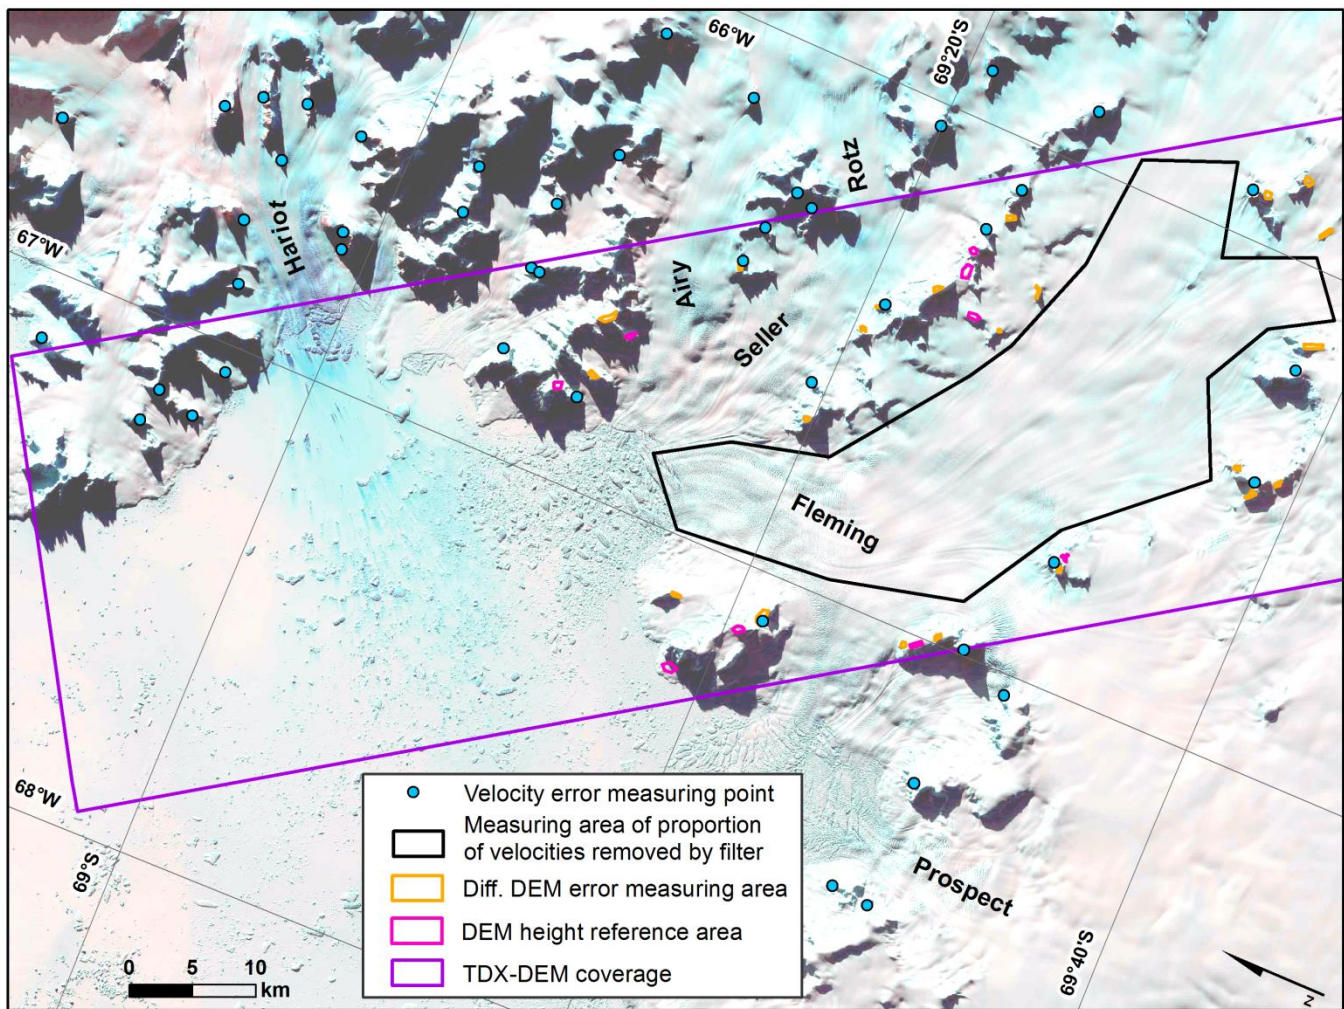 66°W
69°20'S
Rotz
Hariot
67°W
Airy
Seller
Fleming
68°W
69°S
Prospect
69°40'S
Velocity error measuring point
Measuring area of proportion
of velocities removed by filter
Diff. DEM error measuring area
DEM height reference area
TDX-DEM coverage
0 5 10
km
N